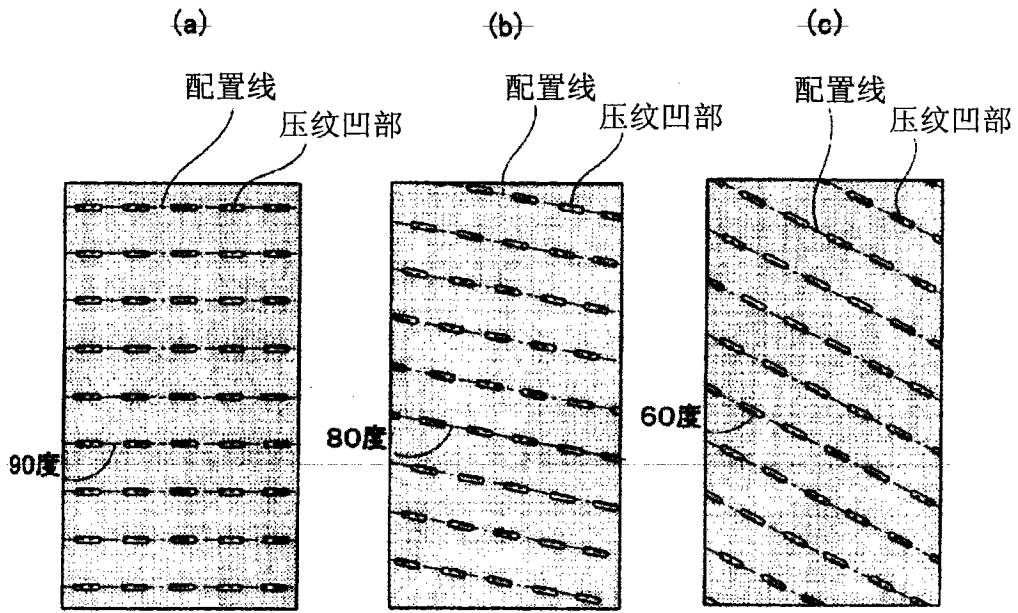 (a)
(b)
(c)
配置线
压纹凹部
配置线
压纹凹部
配置线
压纹凹部
90度
80度
60度